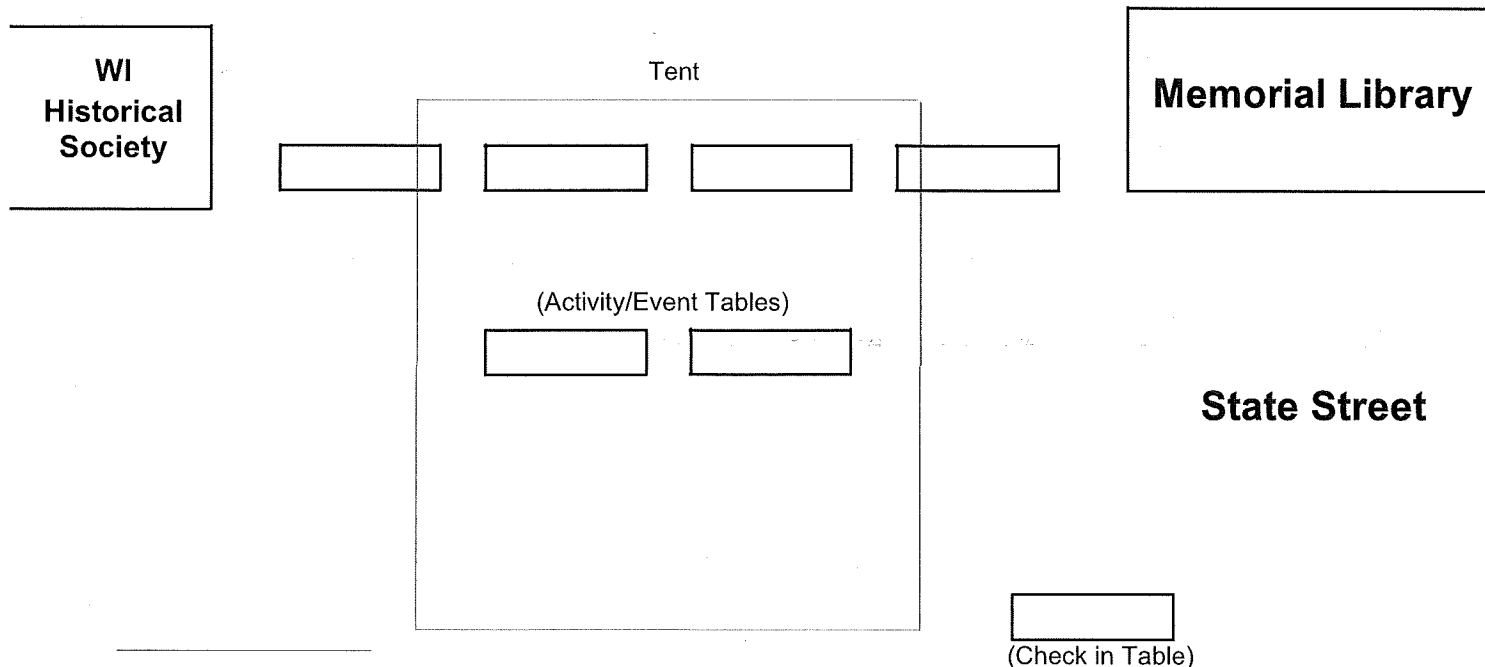 WI
Historical
Society
Tent
Memorial Library
(Activity/Event Tables)
State Street
(Check in Table)